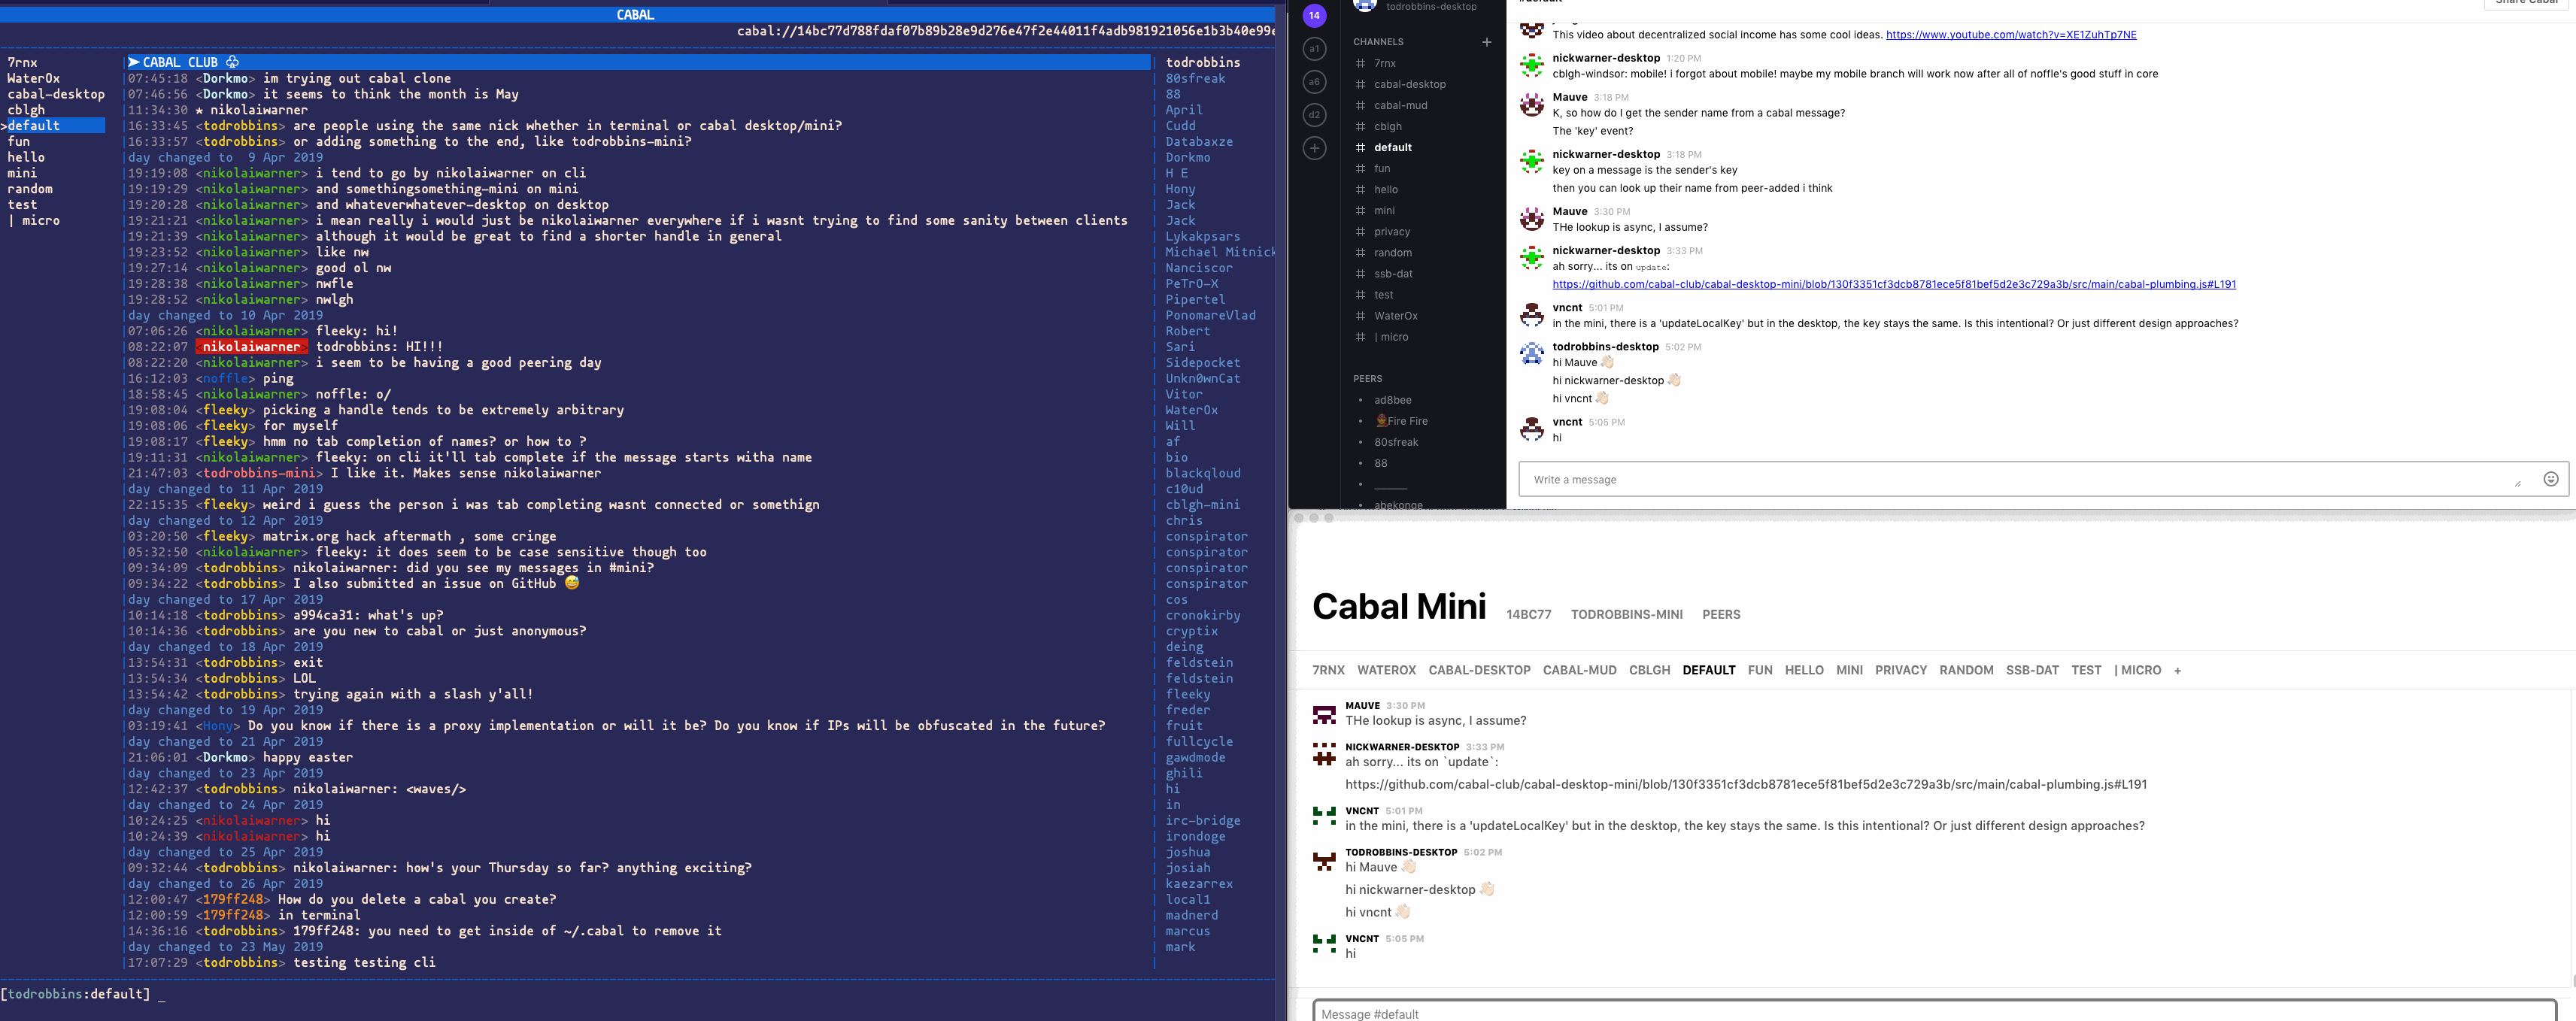 CABAL
cabal://14bc77d788fdaf07b89b28e9d276e47f2e44011f4adb981921056e1b3b40e99e
7rnx
WaterOx
cabal-desktop
cblgh
>default
fun
hello
mini
random
test
| micro
➤CABAL CLUB ♧
07:45:18 <Dorkmo> im trying out cabal clone
07:46:56 <Dorkmo> it seems to think the month is May
11:34:30 ★ nikolaiwarner
16:33:45 <todrobbins> are people using the same nick whether in terminal or cabal desktop/mini?
16:33:57 <todrobbins> or adding something to the end, like todrobbins-mini?
day changed to 9 Apr 2019
19:19:08 <nikolaiwarner> i tend to go by nikolaiwarner on cli
19:19:29 <nikolaiwarner> and somethingsomething-mini on mini
19:20:28 <nikolaiwarner> and whateverwhatever-desktop on desktop
19:21:21 <nikolaiwarner> i mean really i would just be nikolaiwarner everywhere if i wasnt trying to find some sanity between clients
19:21:39 <nikolaiwarner> although it would be great to find a shorter handle in general
19:23:52 <nikolaiwarner> like nw
19:27:14 <nikolaiwarner> good ol nw
19:28:38 <nikolaiwarner> nwfle
19:28:52 <nikolaiwarner> nwlgh
day changed to 10 Apr 2019
07:06:26 <nikolaiwarner> fleeky: hi!
08:22:07 <nikolaiwarner> todrobbins: HI!!!
08:22:20 <nikolaiwarner> i seem to be having a good peering day
16:12:03 <noffle> ping
18:58:45 <nikolaiwarner> noffle: o/
19:08:04 <fleeky> picking a handle tends to be extremely arbitrary
19:08:06 <fleeky> for myself
19:08:17 <fleeky> hmm no tab completion of names? or how to ?
19:11:31 <nikolaiwarner> fleeky: on cli it'll tab complete if the message starts witha name
21:47:03 <todrobbins-mini> I like it. Makes sense nikolaiwarner
day changed to 11 Apr 2019
22:15:35 <fleeky> weird i guess the person i was tab completing wasnt connected or somethign
day changed to 12 Apr 2019
03:20:50 <fleeky> matrix.org hack aftermath , some cringe
05:32:50 <nikolaiwarner> fleeky: it does seem to be case sensitive though too
09:34:09 <todrobbins> nikolaiwarner: did you see my messages in #mini?
09:34:22 <todrobbins> I also submitted an issue on GitHub 😅
day changed to 17 Apr 2019
10:14:18 <todrobbins> a994ca31: what's up?
10:14:36 <todrobbins> are you new to cabal or just anonymous?
day changed to 18 Apr 2019
13:54:31 <todrobbins> exit
13:54:34 <todrobbins> LOL
13:54:42 <todrobbins> trying again with a slash y'all!
day changed to 19 Apr 2019
03:19:41 <Hony> Do you know if there is a proxy implementation or will it be? Do you know if IPs will be obfuscated in the future?
day changed to 21 Apr 2019
21:06:01 <Dorkmo> happy easter
day changed to 23 Apr 2019
12:42:37 <todrobbins> nikolaiwarner: <waves/>
day changed to 24 Apr 2019
10:24:25 <nikolaiwarner> hi
10:24:39 <nikolaiwarner> hi
day changed to 25 Apr 2019
09:32:44 <todrobbins> nikolaiwarner: how's your Thursday so far? anything exciting?
day changed to 26 Apr 2019
12:00:47 <179ff248> How do you delete a cabal you create?
12:00:59 <179ff248> in terminal
14:36:16 <todrobbins> 179ff248: you need to get inside of ~/.cabal to remove it
day changed to 23 May 2019
17:07:29 <todrobbins> testing testing cli
todrobbins
80sfreak
88
April
Cudd
Databaxze
Dorkmo
H E
Hony
Jack
Jack
Lykakpsars
Michael Mitnick
Nanciscor
PeTrO-X
Pipertel
PonomareVlad
Robert
Sari
Sidepocket
Unkn0wnCat
Vitor
WaterOx
Will
af
bio
blackqloud
c10ud
cblgh-mini
chris
conspirator
conspirator
conspirator
conspirator
cos
cronokirby
cryptix
deing
feldstein
feldstein
fleeky
freder
fruit
fullcycle
gawdmode
ghili
hi
in
irc-bridge
irondoge
joshua
josiah
kaezarrex
local1
madnerd
marcus
mark
[todrobbins:default] _
14
a1
a6
d2
+
todrobbins-desktop
CHANNELS +
# 7rnx
# cabal-desktop
# cabal-mud
# cblgh
# default
# fun
# hello
# mini
# privacy
# random
# ssb-dat
# test
# WaterOx
# | micro
PEERS
• ad8bee
• Fire Fire
• 80sfreak
• 88
• ______
abekonge
#default
Share Cabal
This video about decentralized social income has some cool ideas. https://www.youtube.com/watch?v=XE1ZuhTp7NE
nickwarner-desktop 1:20 PM
cblgh-windsor: mobile! i forgot about mobile! maybe my mobile branch will work now after all of noffle's good stuff in core
Mauve 3:18 PM
K, so how do I get the sender name from a cabal message?
The 'key' event?
nickwarner-desktop 3:18 PM
key on a message is the sender's key
then you can look up their name from peer-added i think
Mauve 3:30 PM
THe lookup is async, I assume?
nickwarner-desktop 3:33 PM
ah sorry... its on update:
https://github.com/cabal-club/cabal-desktop-mini/blob/130f3351cf3dcb8781ece5f81bef5d2e3c729a3b/src/main/cabal-plumbing.js#L191
vncnt 5:01 PM
in the mini, there is a 'updateLocalKey' but in the desktop, the key stays the same. Is this intentional? Or just different design approaches?
todrobbins-desktop 5:02 PM
hi Mauve 👋🏻
hi nickwarner-desktop 👋🏻
hi vncnt 👋🏻
vncnt 5:05 PM
hi
Write a message
Cabal Mini 14BC77 TODROBBINS-MINI PEERS
7RNX WATEROX CABAL-DESKTOP CABAL-MUD CBLGH DEFAULT FUN HELLO MINI PRIVACY RANDOM SSB-DAT TEST | MICRO +
MAUVE 3:30 PM
THe lookup is async, I assume?
NICKWARNER-DESKTOP 3:33 PM
ah sorry... its on `update`:
https://github.com/cabal-club/cabal-desktop-mini/blob/130f3351cf3dcb8781ece5f81bef5d2e3c729a3b/src/main/cabal-plumbing.js#L191
VNCNT 5:01 PM
in the mini, there is a 'updateLocalKey' but in the desktop, the key stays the same. Is this intentional? Or just different design approaches?
TODROBBINS-DESKTOP 5:02 PM
hi Mauve 👋🏻
hi nickwarner-desktop 👋🏻
hi vncnt 👋🏻
VNCNT 5:05 PM
hi
Message #default